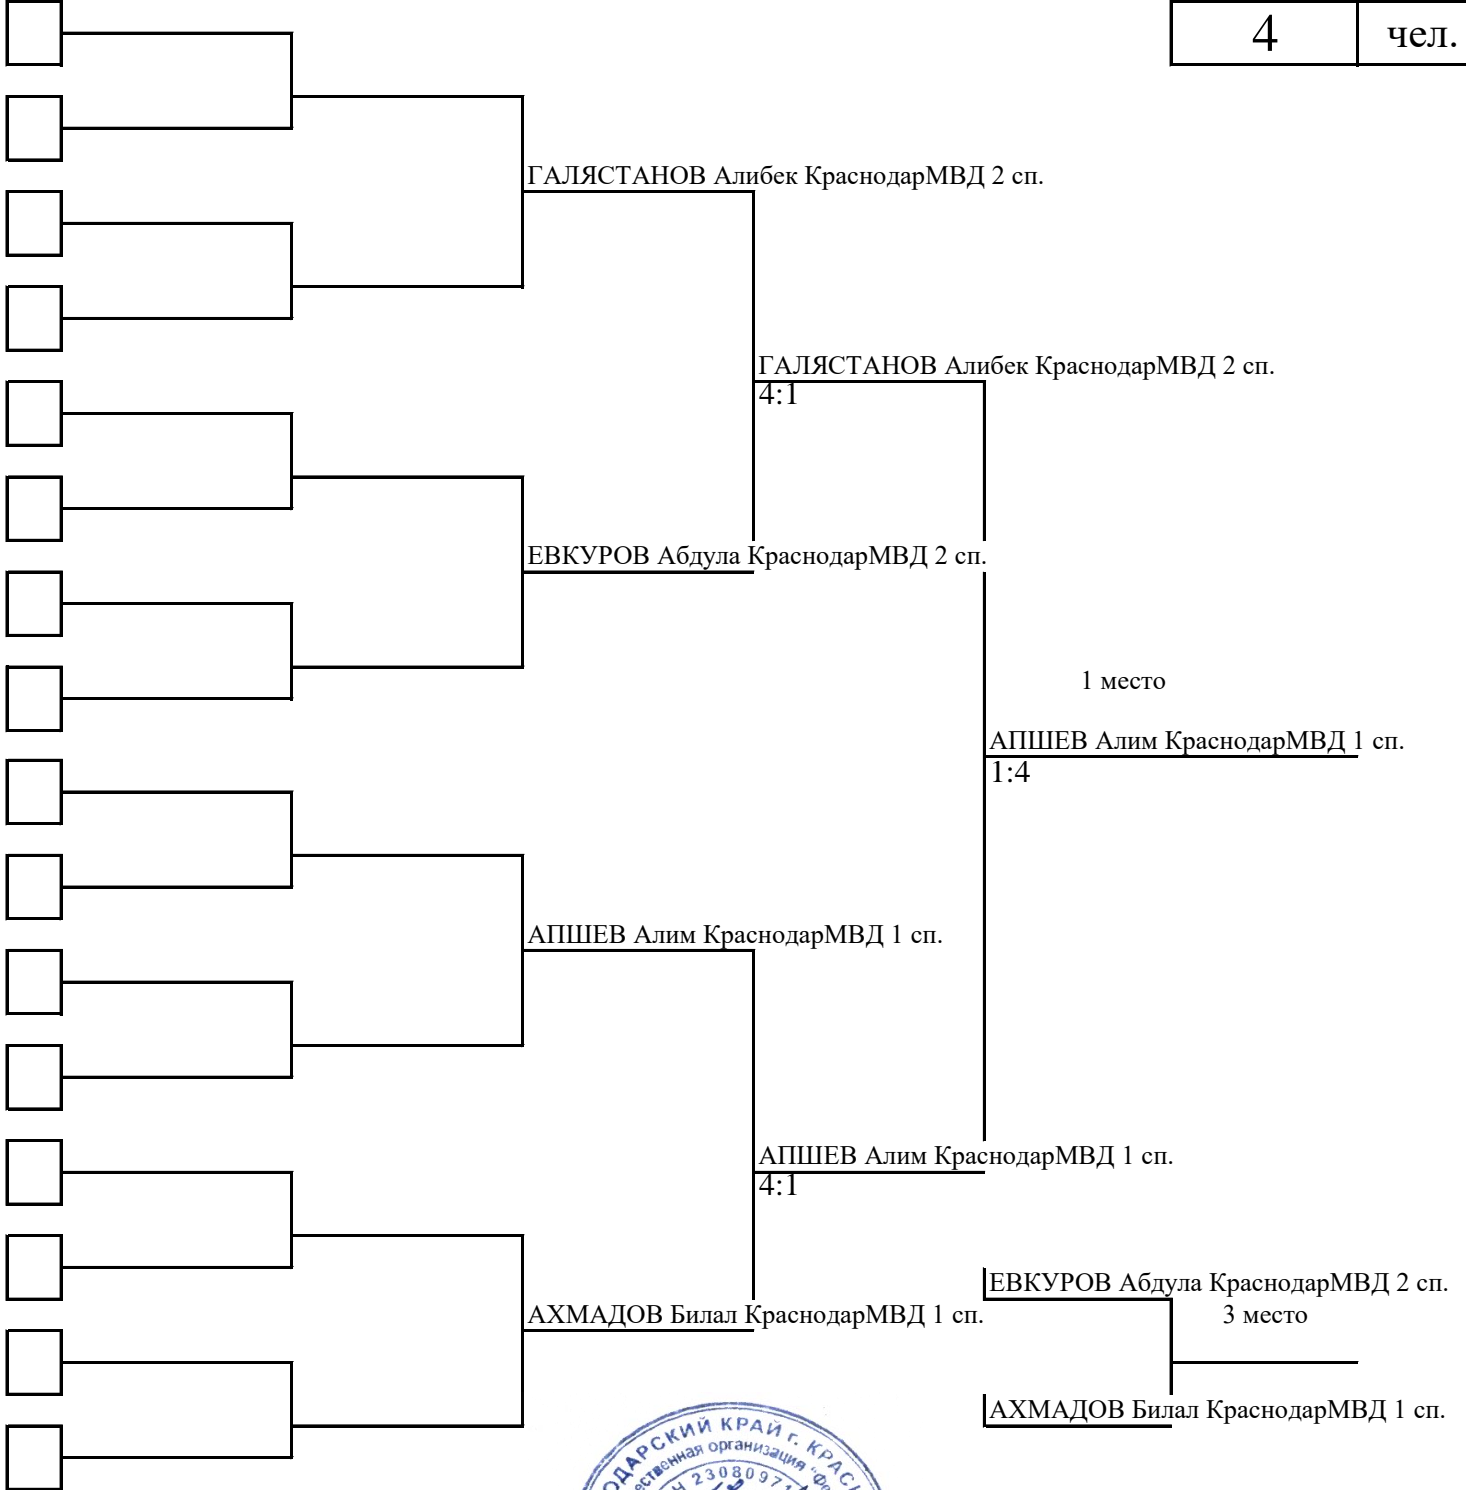 4 чел.
ГАЛЯСТАНОВ Алибек КраснодарМВД 2 сп.
ГАЛЯСТАНОВ Алибек КраснодарМВД 2 сп.
4:1
ЕВКУРОВ Абдула КраснодарМВД 2 сп.
1 место
АПШЕВ Алим КраснодарМВД 1 сп.
1:4
АПШЕВ Алим КраснодарМВД 1 сп.
АПШЕВ Алим КраснодарМВД 1 сп.
4:1
ЕВКУРОВ Абдула КраснодарМВД 2 сп.
АХМАДОВ Билал КраснодарМВД 1 сп.
3 место
АХМАДОВ Билал КраснодарМВД 1 сп.
КИЙ КРАЙ г.
организация
2308097